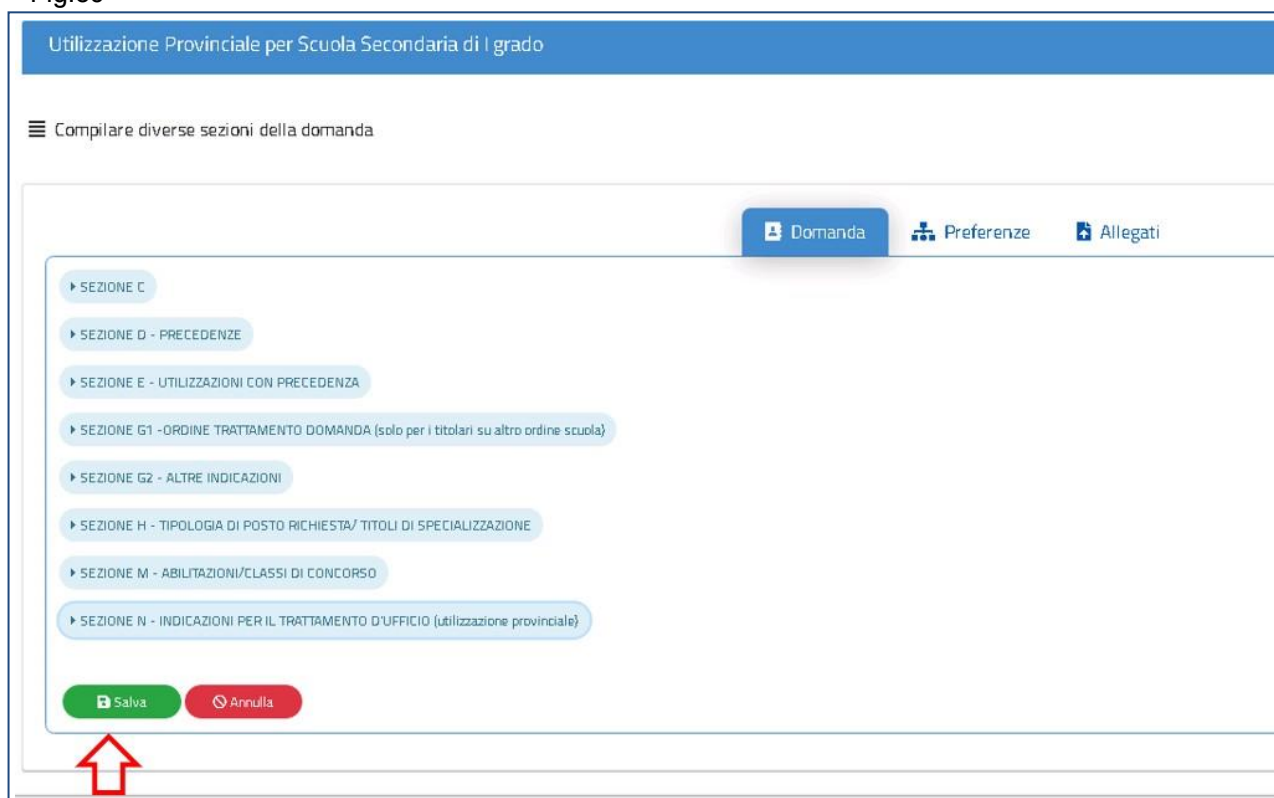 Utilizzazione Provinciale per Scuola Secondaria di I grado
Compilare diverse sezioni della domanda
Domanda Preferenze Allegati
SEZIONE C
SEZIONE D - PRECEDENZE
SEZIONE E - UTILIZZAZIONI CON PRECEDENZA
SEZIONE G1 -ORDINE TRATTAMENTO DOMANDA (solo per i titolari su altro ordine scuola}
SEZIONE G2 - ALTRE INDICAZIONI
SEZIONE H - TIPOLOGIA DI POSTO RICHIESTA/ TITOLI DI SPECIALIZZAZIONE
SEZIONE M - ABILITAZIONI/CLASSI DI CONCORSO
SEZIONE N - INDICAZIONI PER IL TRATTAMENTO D'UFFICIO (utilizzazione provinciale}
Salva Annulla